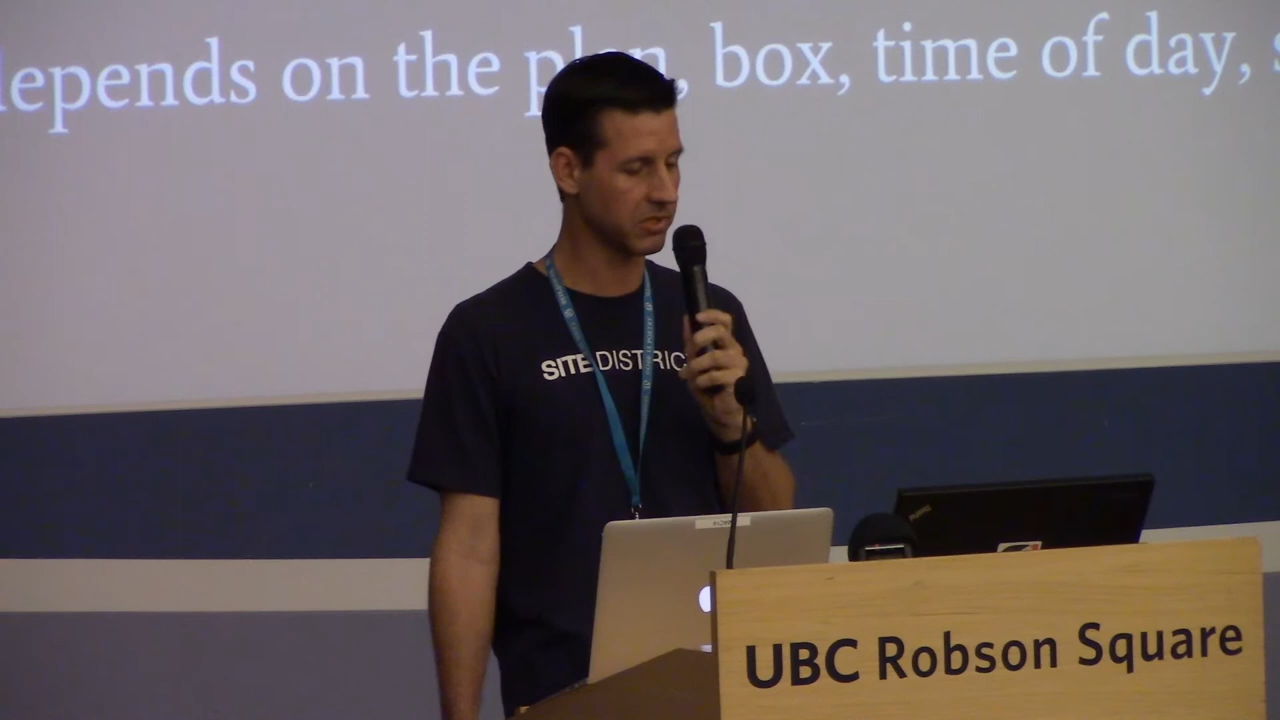 depends on the plan, box, time of day,
SITE DISTRIC
UBC Robson Square